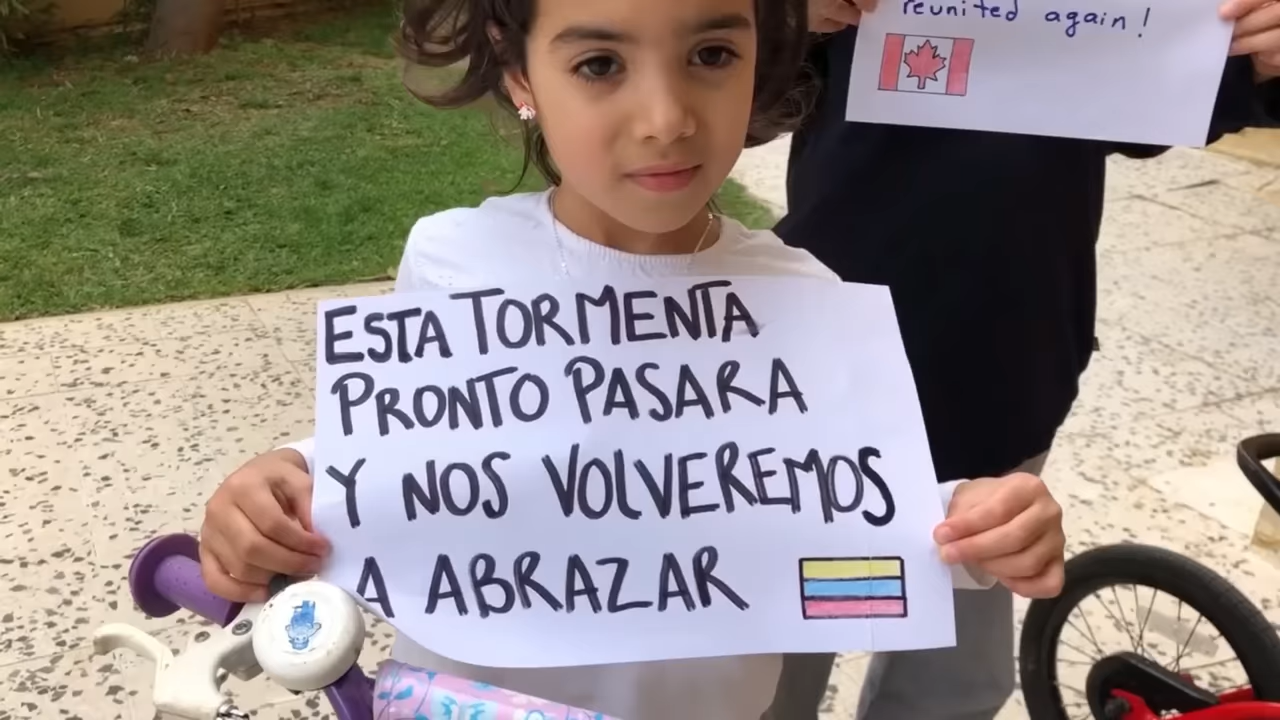 reunited again!
ESTA TORMENTA
PRONTO PASARA
Y NOS VOLVEREMOS
A ABRAZAR